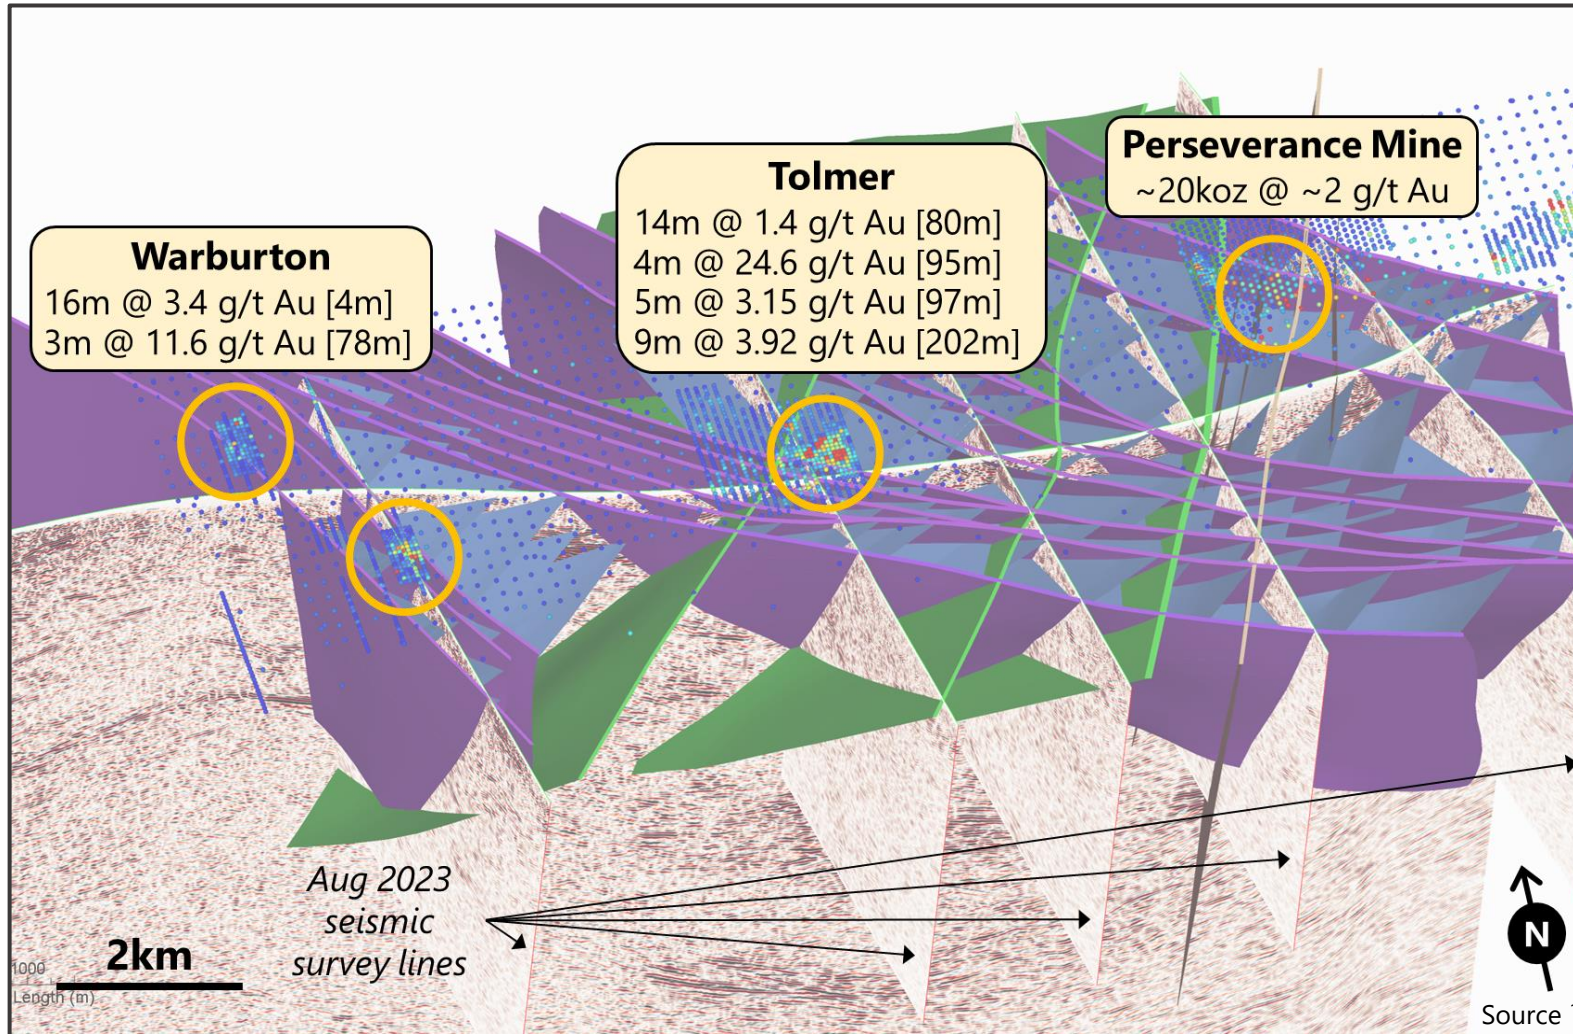 Perseverance Mine
~20koz @ ~2 g/t Au
Tolmer
14m @ 1.4 g/t Au [80m]
4m @ 24.6 g/t Au [95m]
5m @ 3.15 g/t Au [97m]
9m @ 3.92 g/t Au [202m]
Warburton
16m @ 3.4 g/t Au [4m]
3m @ 11.6 g/t Au [78m]
Aug 2023
seismic
survey lines
2km
1000
Length (m)
N
Source